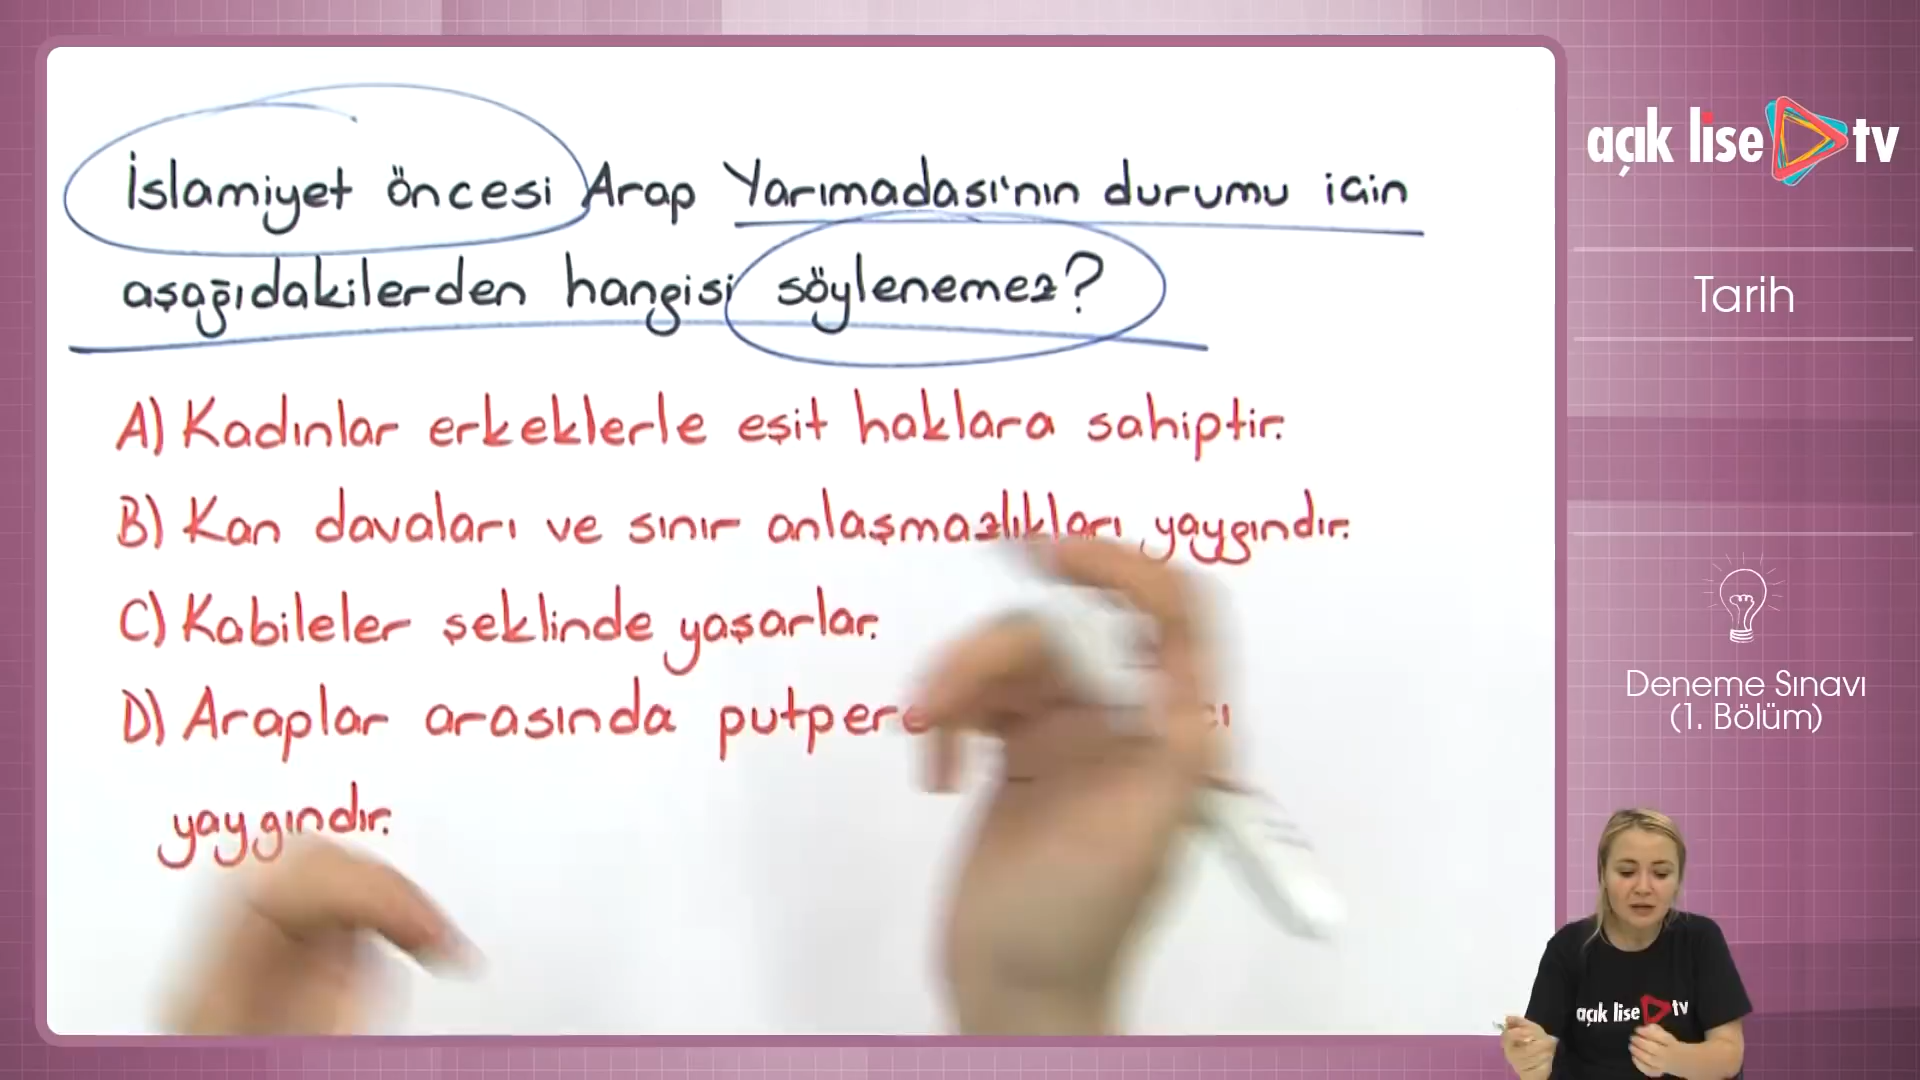 İslamiyet öncesi Arap Yarımadası'nın durumu için
aşağıdakilerden hangisi söylenemez?
A) Kadınlar erkeklerle eşit haklara sahiptir.
B) Kan davaları ve sınır anlaşmazlıkları yaygındır.
C) Kabileler şeklinde yaşarlar.
D) Araplar arasında
yaygındır.
açık lise tv
Tarih
Deneme Sınavı
(1. Bölüm)
açık lise tv